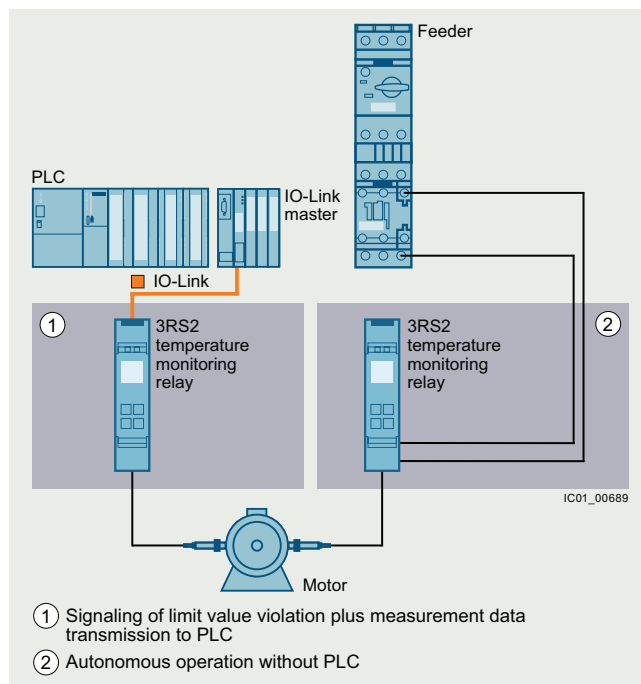 Feeder
PLC
IO-Link
master
IO-Link
1
3RS2
temperature
monitoring
relay
3RS2
temperature
monitoring
relay
2
IC01_00689
Motor
1 Signaling of limit value violation plus measurement data
transmission to PLC
2 Autonomous operation without PLC